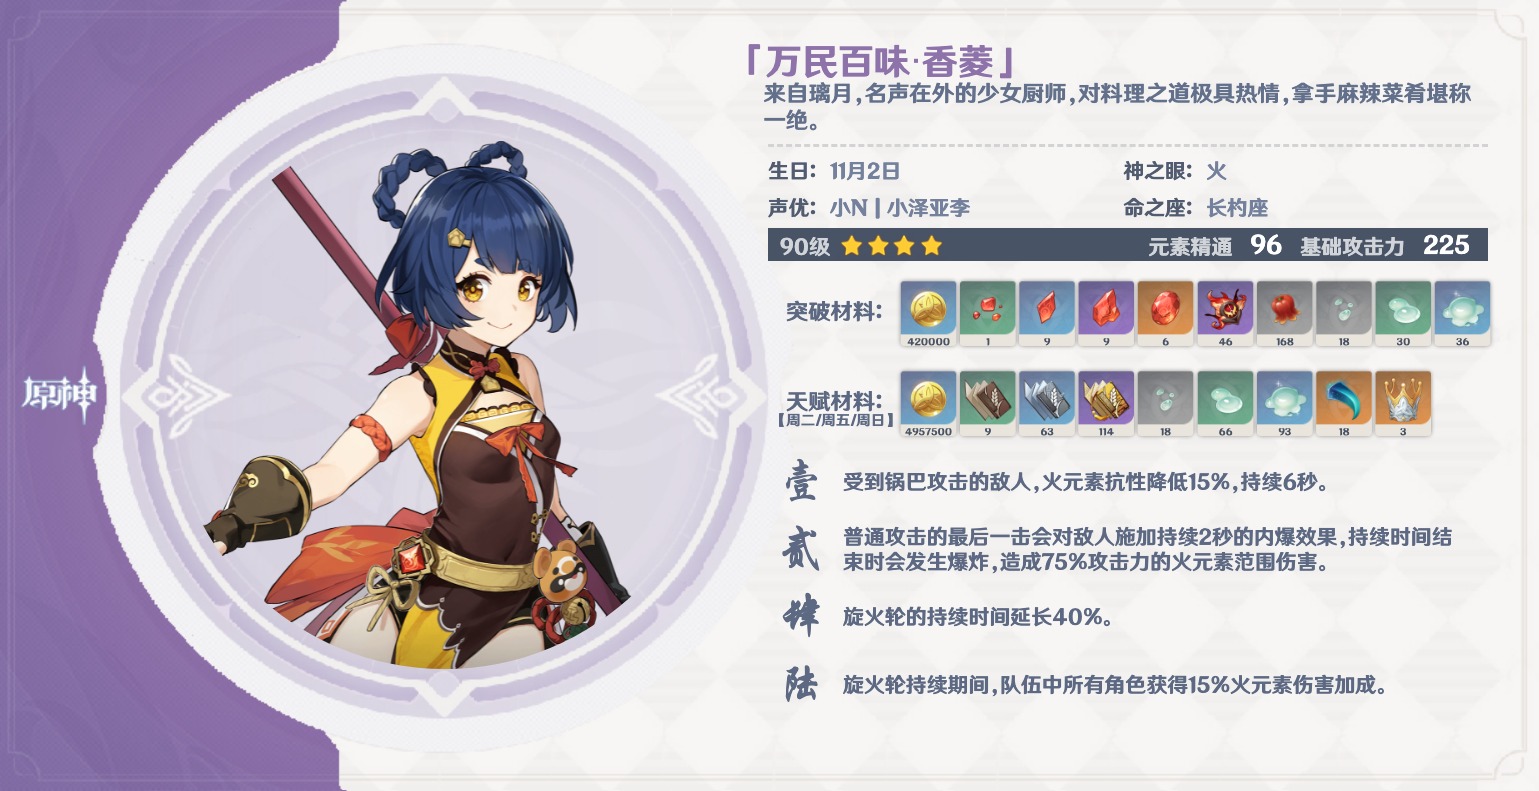 「万民百味·香菱」
来自璃月,名声在外的少女厨师,对料理之道极具热情,拿手麻辣菜肴堪称
一绝。
生日： 11月2日 神之眼： 火
声优： 小N | 小泽亚李 命之座： 长杓座
90级 元素精通 96 基础攻击力 225
突破材料：
420000 1 9 9 6 46 168 18 30 36
天赋材料：
【周二/周五/周日】
4957500 9 63 114 18 66 93 18 3
壹 受到锅巴攻击的敌人,火元素抗性降低15%,持续6秒。
贰 普通攻击的最后一击会对敌人施加持续2秒的内爆效果,持续时间结
束时会发生爆炸,造成75%攻击力的火元素范围伤害。
肆 旋火轮的持续时间延长40%。
陆 旋火轮持续期间,队伍中所有角色获得15%火元素伤害加成。
原神